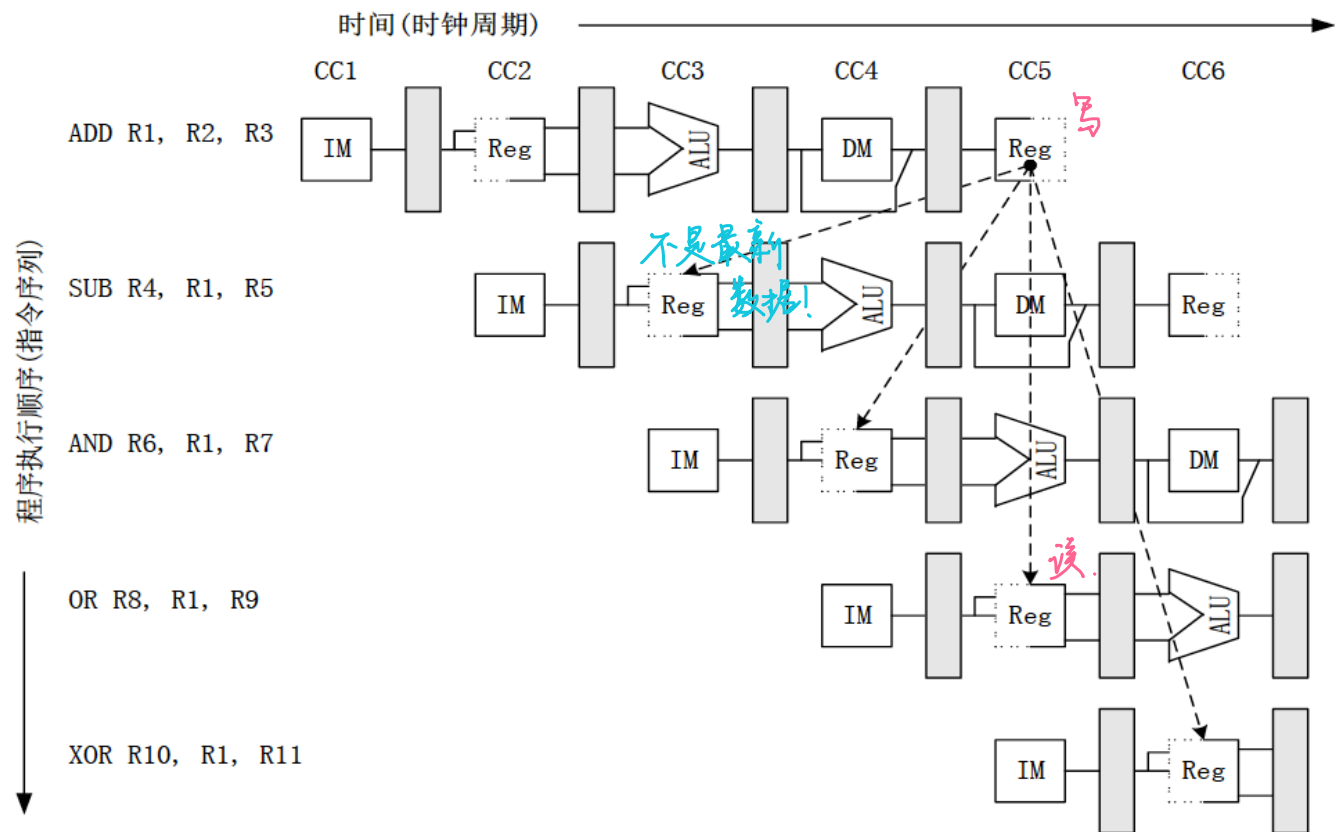 时间(时钟周期)
CC1 CC2 CC3 CC4 CC5 CC6
写
ADD R1, R2, R3
IM Reg ALU DM Reg
不是最新
数据!
SUB R4, R1, R5
IM Reg ALU DM Reg
程序执行顺序(指令序列)
AND R6, R1, R7
IM Reg ALU DM
读.
OR R8, R1, R9
IM Reg ALU
XOR R10, R1, R11
IM Reg